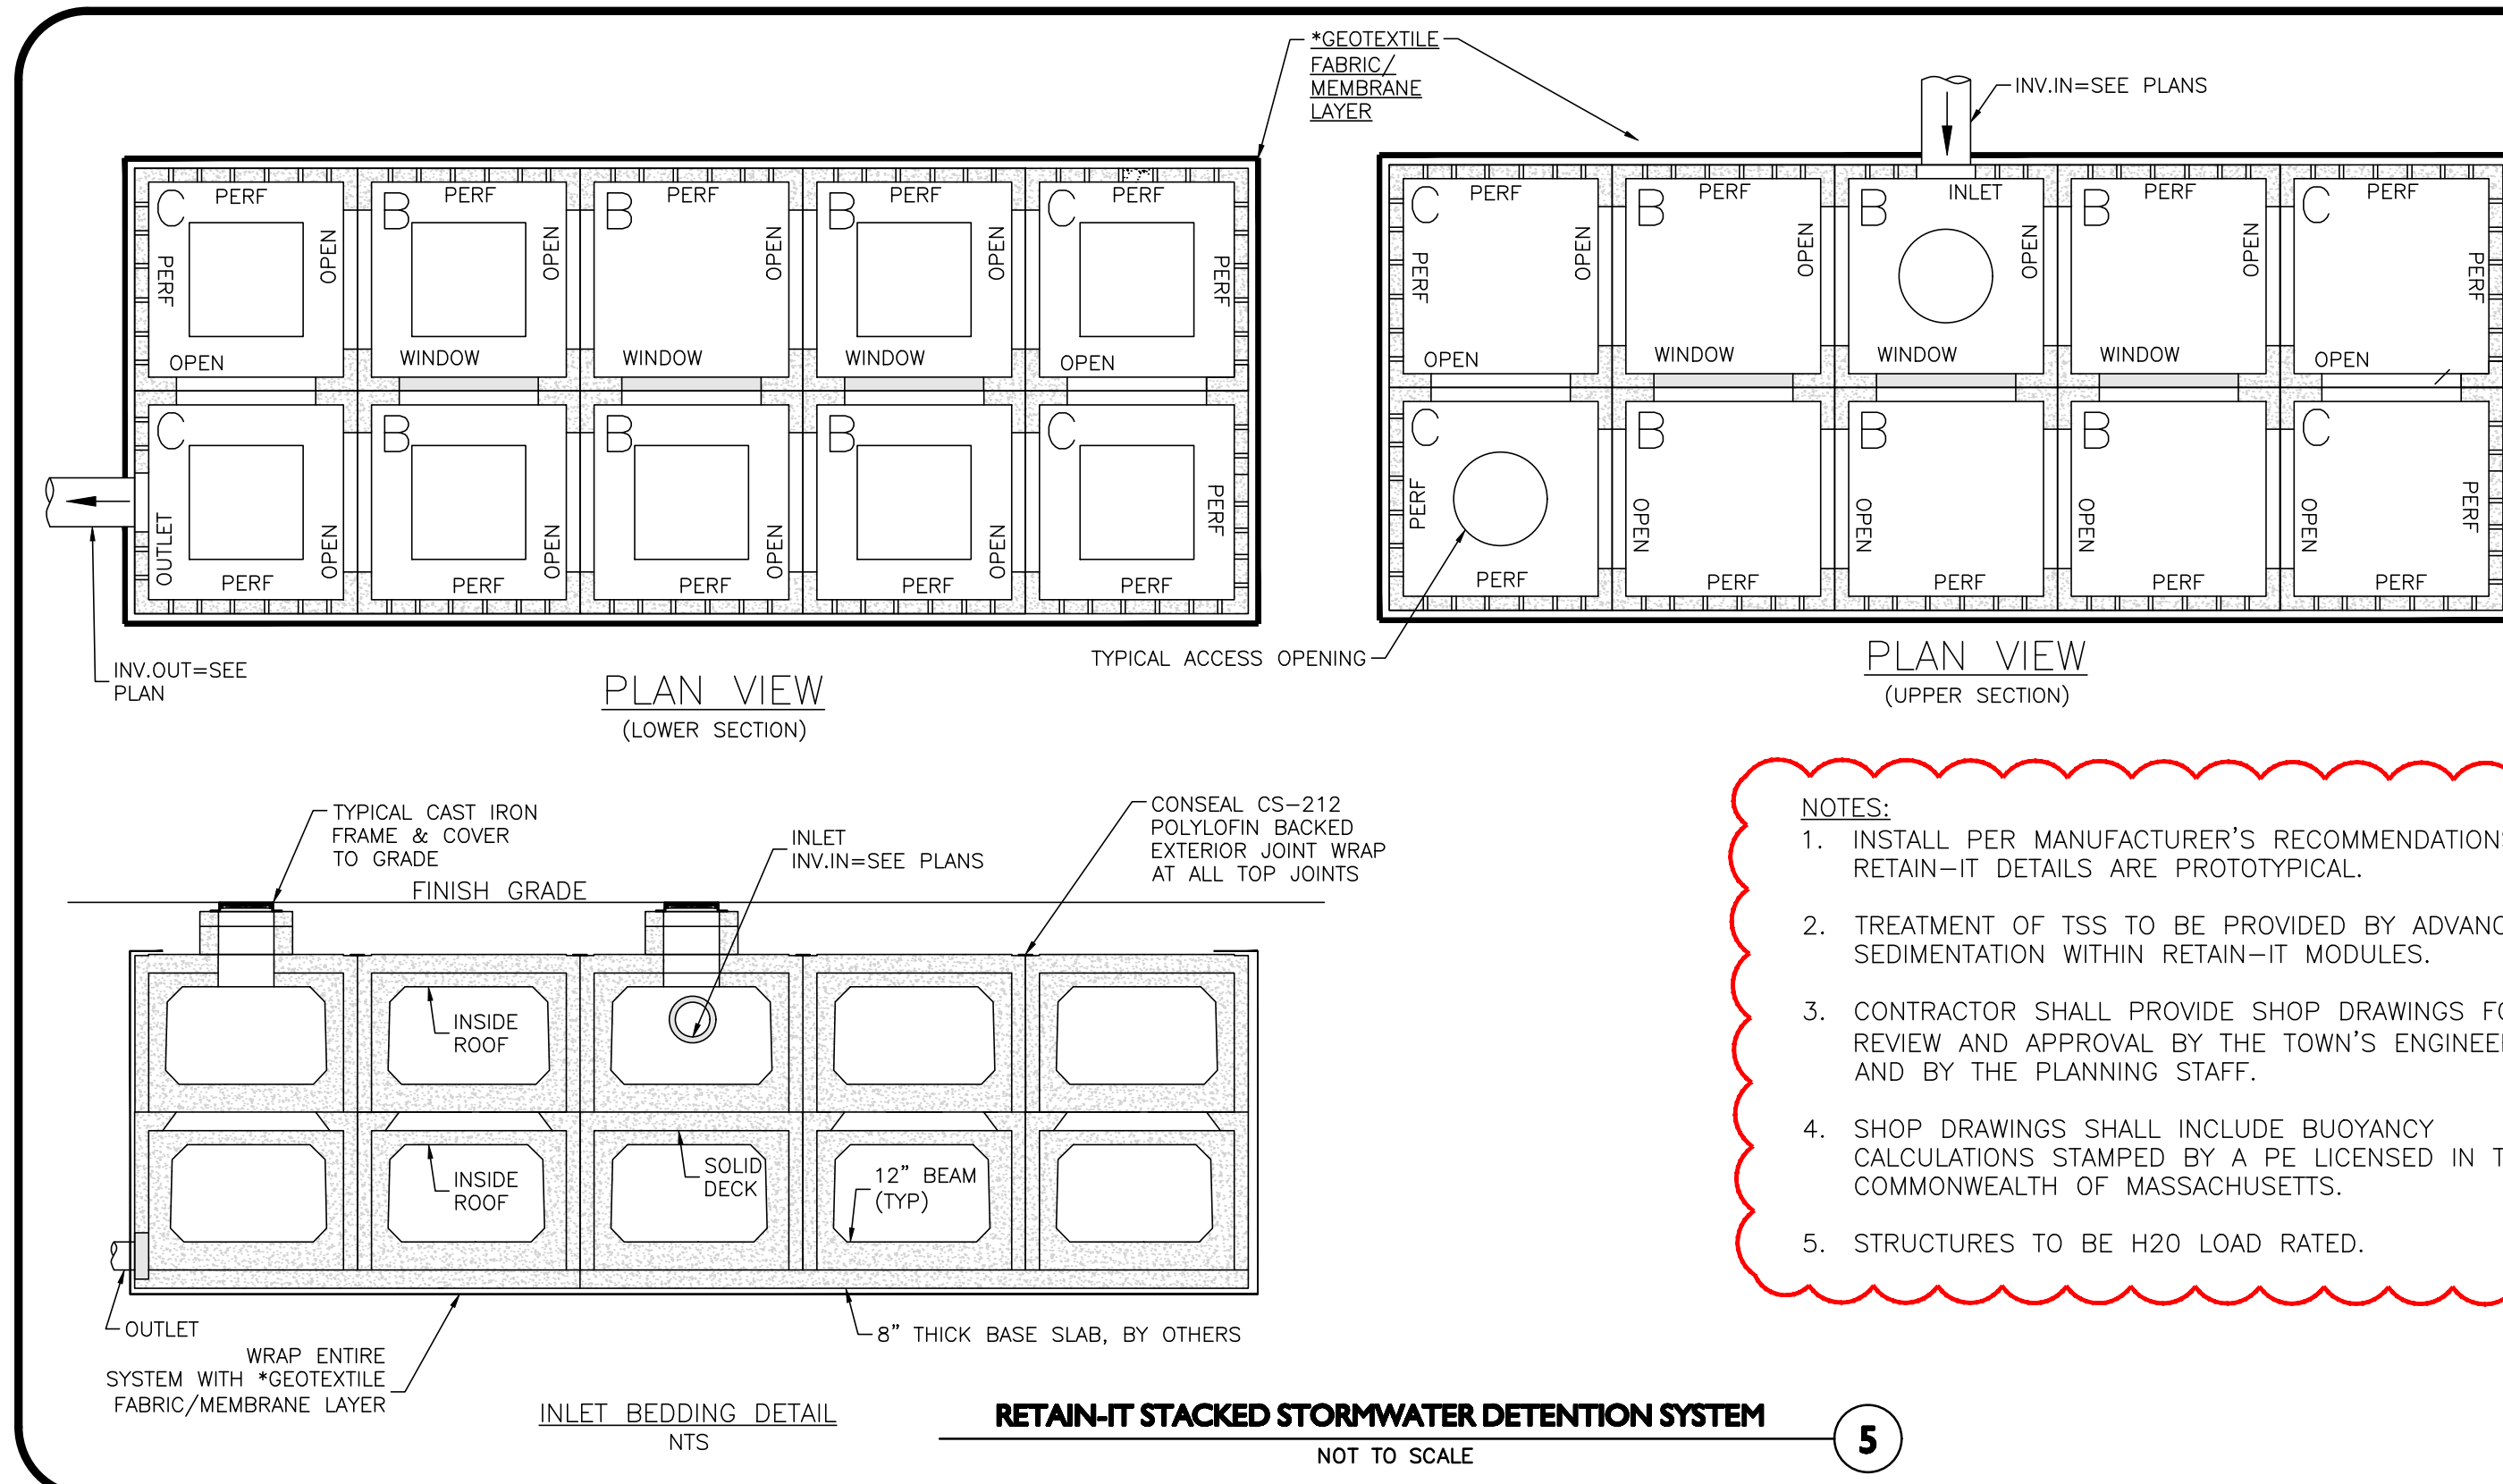 *GEOTEXTILE
FABRIC/
MEMBRANE
LAYER
INV.IN=SEE PLANS
C PERF B PERF B PERF B PERF C PERF
PERF OPEN OPEN OPEN OPEN PERF
OPEN WINDOW WINDOW WINDOW OPEN
C B B B C
OUTLET OPEN OPEN OPEN OPEN PERF
PERF PERF PERF PERF PERF
INV.OUT=SEE
PLAN
PLAN VIEW
(LOWER SECTION)
C PERF B PERF B INLET B PERF C PERF
PERF OPEN OPEN OPEN OPEN PERF
OPEN WINDOW WINDOW WINDOW OPEN
C B B B C
PERF OPEN OPEN OPEN OPEN PERF
PERF PERF PERF PERF PERF
TYPICAL ACCESS OPENING
PLAN VIEW
(UPPER SECTION)
TYPICAL CAST IRON
FRAME & COVER
TO GRADE
FINISH GRADE
INLET
INV.IN=SEE PLANS
CONSEAL CS-212
POLYLOFIN BACKED
EXTERIOR JOINT WRAP
AT ALL TOP JOINTS
INSIDE
ROOF
INSIDE
ROOF
SOLID
DECK
12" BEAM
(TYP)
OUTLET
8" THICK BASE SLAB, BY OTHERS
WRAP ENTIRE
SYSTEM WITH *GEOTEXTILE
FABRIC/MEMBRANE LAYER
INLET BEDDING DETAIL
NTS
NOTES:
1. INSTALL PER MANUFACTURER'S RECOMMENDATIONS
RETAIN-IT DETAILS ARE PROTOTYPICAL.
2. TREATMENT OF TSS TO BE PROVIDED BY
SEDIMENTATION WITHIN RETAIN-IT MODULES.
3. CONTRACTOR SHALL PROVIDE SHOP DRAWINGS
REVIEW AND APPROVAL BY THE TOWN'S ENGINEER
AND BY THE PLANNING STAFF.
4. SHOP DRAWINGS SHALL INCLUDE BUOYANCY
CALCULATIONS STAMPED BY A PE LICENSED IN
COMMONWEALTH OF MASSACHUSETTS.
5. STRUCTURES TO BE H20 LOAD RATED.
RETAIN-IT STACKED STORMWATER DETENTION SYSTEM
NOT TO SCALE
5